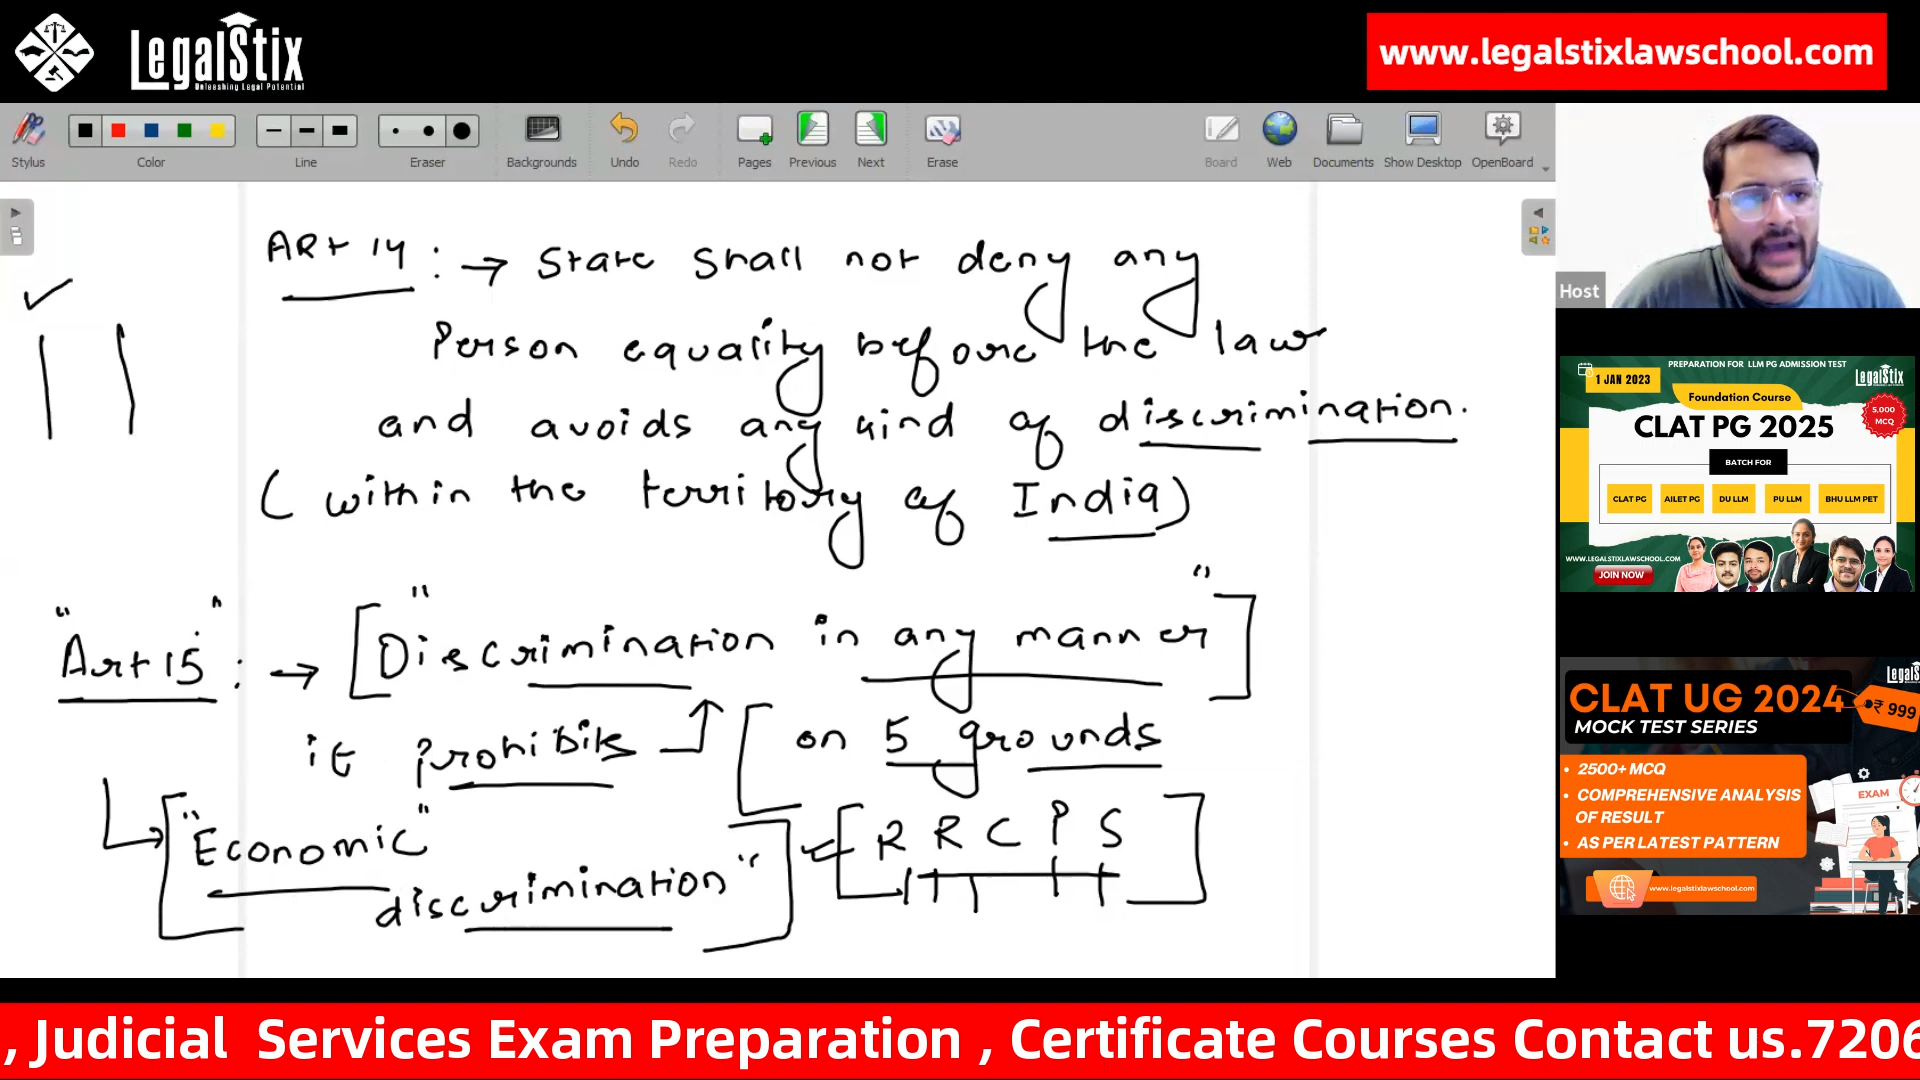 LegalStix
Unleashing Legal Potential
www.legalstixlawschool.com
Stylus
Color
Line
Eraser
Backgrounds
Undo
Redo
Pages
Previous
Next
Erase
Board
Web
Documents
Show Desktop
OpenBoard
Art 14 : → State shall not deny any
Person equality before the law
and avoids any kind of discrimination.
( within the territory of India)
"Art 15" : → ["Discrimination in any manner"]
it prohibits
[ on 5 grounds
["Economic"
discrimination"]
[R R C P S]
Host
1 JAN 2023
PREPARATION FOR LLM PG ADMISSION TEST
LegalStix
Foundation Course
5,000
MCQ
CLAT PG 2025
BATCH FOR
CLAT PG
AILET PG
DU LLM
PU LLM
BHU LLM PET
WWW.LEGALSTIXLAWSCHOOL.COM
JOIN NOW
LegalS
CLAT UG 2024
₹ 999
MOCK TEST SERIES
• 2500+ MCQ
• COMPREHENSIVE ANALYSIS
OF RESULT
• AS PER LATEST PATTERN
EXAM
www.legalstixlawschool.com
, Judicial Services Exam Preparation , Certificate Courses Contact us.7206